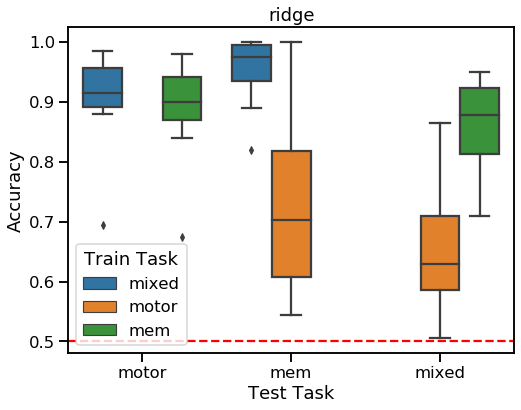 ridge
Accuracy
1.0
0.9
0.8
0.7
0.6
0.5
Train Task
mixed
motor
mem
motor
mem
mixed
Test Task